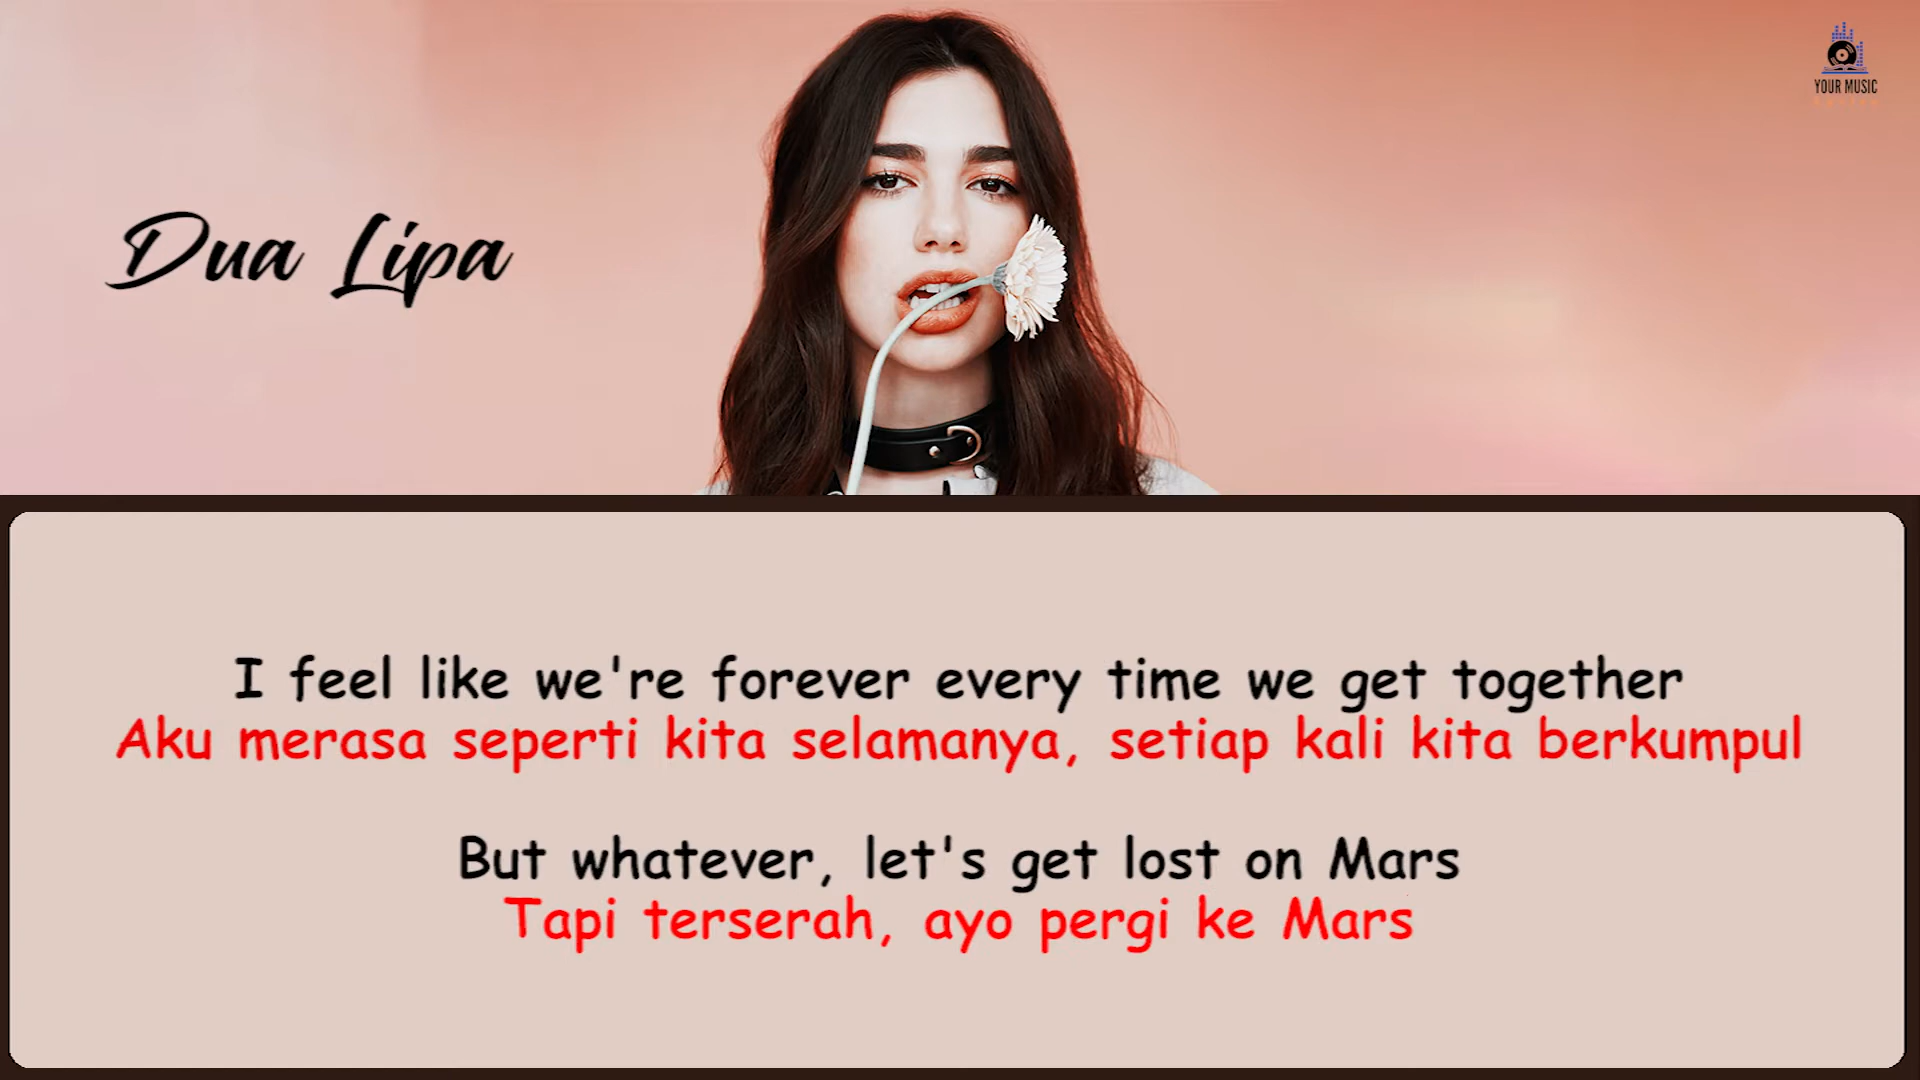 YOUR MUSIC
Dua Lipa
I feel like we're forever every time we get together
Aku merasa seperti kita selamanya, setiap kali kita berkumpul
But whatever, let's get lost on Mars
Tapi terserah, ayo pergi ke Mars